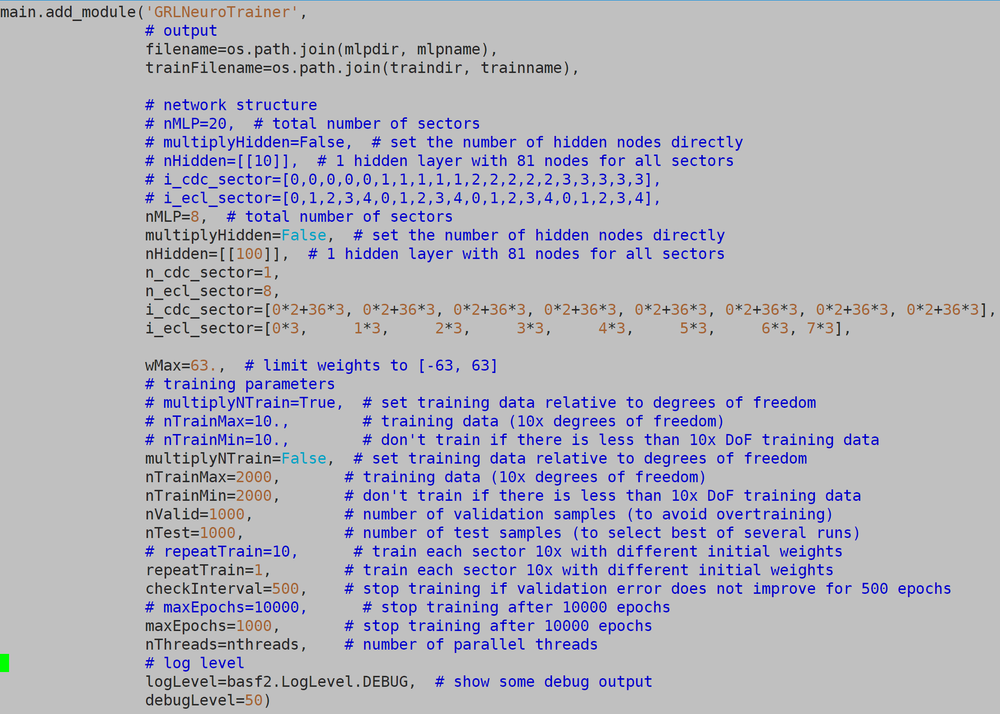 main.add_module('GRLNeuroTrainer',
                # output
                filename=os.path.join(mlpdir, mlpname),
                trainFilename=os.path.join(traindir, trainname),

                # network structure
                # nMLP=20,  # total number of sectors
                # multiplyHidden=False,  # set the number of hidden nodes directly
                # nHidden=[[10]],  # 1 hidden layer with 81 nodes for all sectors
                # i_cdc_sector=[0,0,0,0,0,1,1,1,1,1,2,2,2,2,2,3,3,3,3,3],
                # i_ecl_sector=[0,1,2,3,4,0,1,2,3,4,0,1,2,3,4,0,1,2,3,4],
                nMLP=8,  # total number of sectors
                multiplyHidden=False,  # set the number of hidden nodes directly
                nHidden=[[100]],  # 1 hidden layer with 81 nodes for all sectors
                n_cdc_sector=1,
                n_ecl_sector=8,
                i_cdc_sector=[0*2+36*3, 0*2+36*3, 0*2+36*3, 0*2+36*3, 0*2+36*3, 0*2+36*3, 0*2+36*3, 0*2+36*3],
                i_ecl_sector=[0*3,     1*3,     2*3,     3*3,     4*3,     5*3,     6*3, 7*3],

                wMax=63.,  # limit weights to [-63, 63]
                # training parameters
                # multiplyNTrain=True,  # set training data relative to degrees of freedom
                # nTrainMax=10.,        # training data (10x degrees of freedom)
                # nTrainMin=10.,        # don't train if there is less than 10x DoF training data
                multiplyNTrain=False,  # set training data relative to degrees of freedom
                nTrainMax=2000,       # training data (10x degrees of freedom)
                nTrainMin=2000,       # don't train if there is less than 10x DoF training data
                nValid=1000,          # number of validation samples (to avoid overtraining)
                nTest=1000,           # number of test samples (to select best of several runs)
                # repeatTrain=10,      # train each sector 10x with different initial weights
                repeatTrain=1,        # train each sector 10x with different initial weights
                checkInterval=500,    # stop training if validation error does not improve for 500 epochs
                # maxEpochs=10000,      # stop training after 10000 epochs
                maxEpochs=1000,       # stop training after 10000 epochs
                nThreads=nthreads,    # number of parallel threads
                # log level
                logLevel=basf2.LogLevel.DEBUG,  # show some debug output
                debugLevel=50)